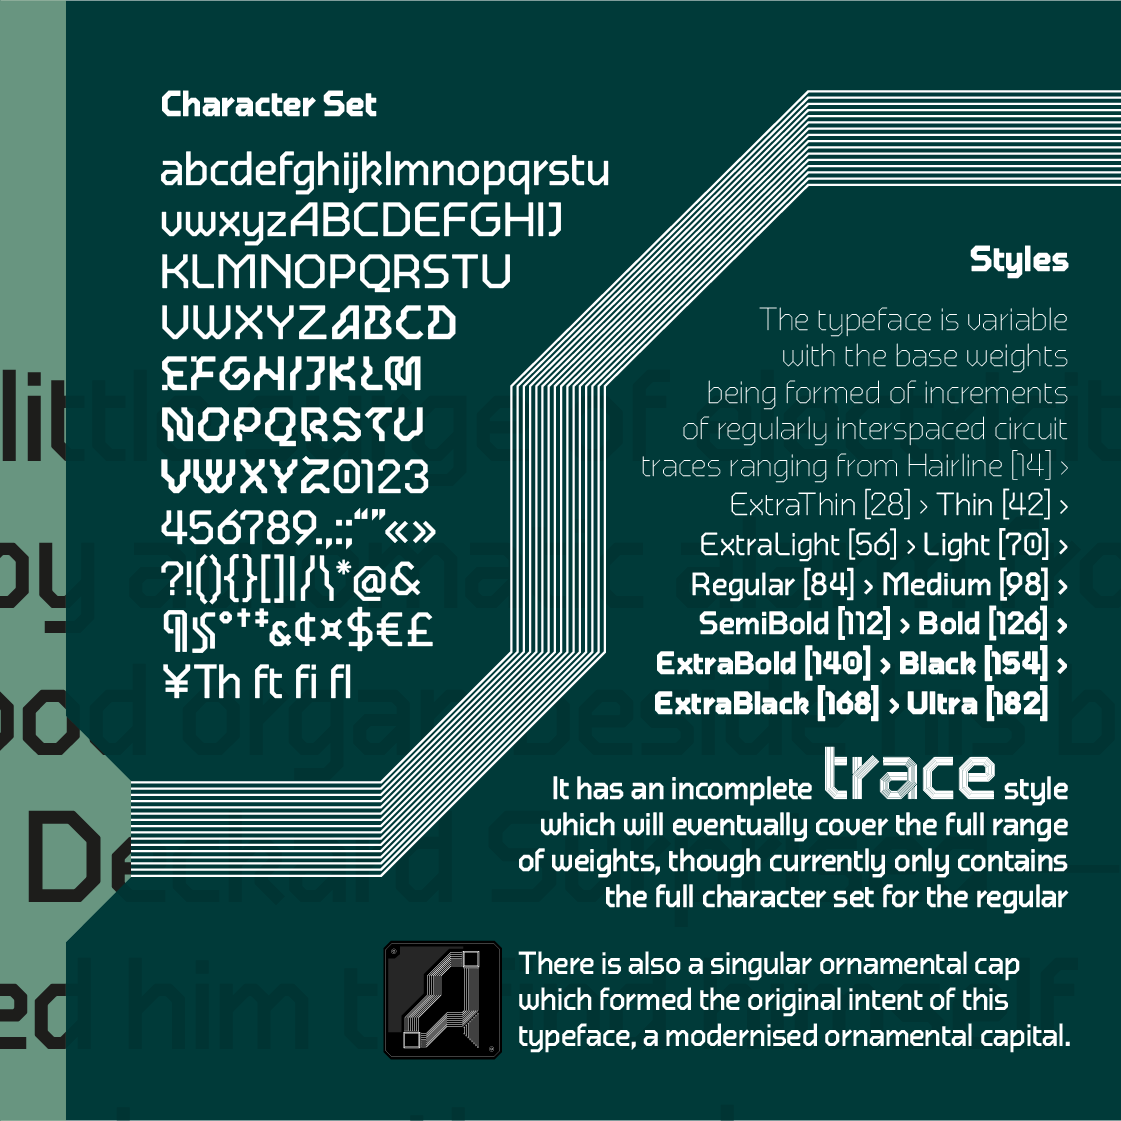 Character Set
abcdefghijklmnopqrstu
vwxyzABCDEFGHIJ
KLMNOPQRSTU
VWXYZABCD
EFGHIJKLM
NOPQRSTU
VWXYZ0123
456789.,:;“”«»
?!(){}[]|/\*@&
¶§°†‡&¢¤$€£
¥Th ft fi fl
Styles
The typeface is variable
with the base weights
being formed of increments
of regularly interspaced circuit
traces ranging from Hairline [14] ›
ExtraThin [28] › Thin [42] ›
ExtraLight [56] › Light [70] ›
Regular [84] › Medium [98] ›
SemiBold [112] › Bold [126] ›
ExtraBold [140] › Black [154] ›
ExtraBlack [168] › Ultra [182]
It has an incomplete trace style
which will eventually cover the full range
of weights, though currently only contains
the full character set for the regular
There is also a singular ornamental cap
which formed the original intent of this
typeface, a modernised ornamental capital.